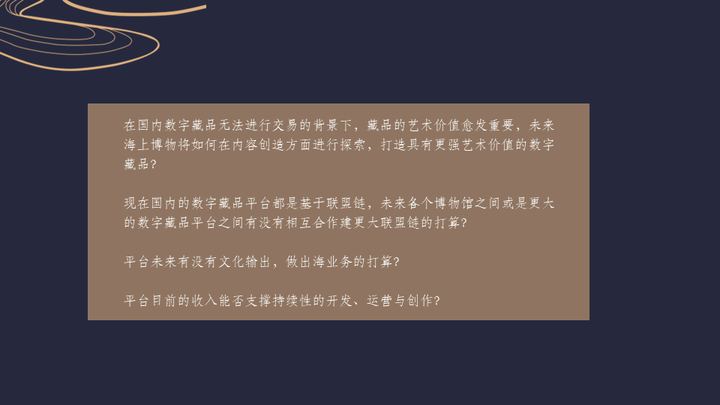 在国内数字藏品无法进行交易的背景下，藏品的艺术价值愈发重要，未来
海上博物将如何在内容创造方面进行探索，打造具有更强艺术价值的数字
藏品?
现在国内的数字藏品平台都是基于联盟链，未来各个博物馆之间或是更大
的数字藏品平台之间有没有相互合作建更大联盟链的打算?
平台未来有没有文化输出，做出海业务的打算?
平台目前的收入能否支撑持续性的开发、运营与创作?